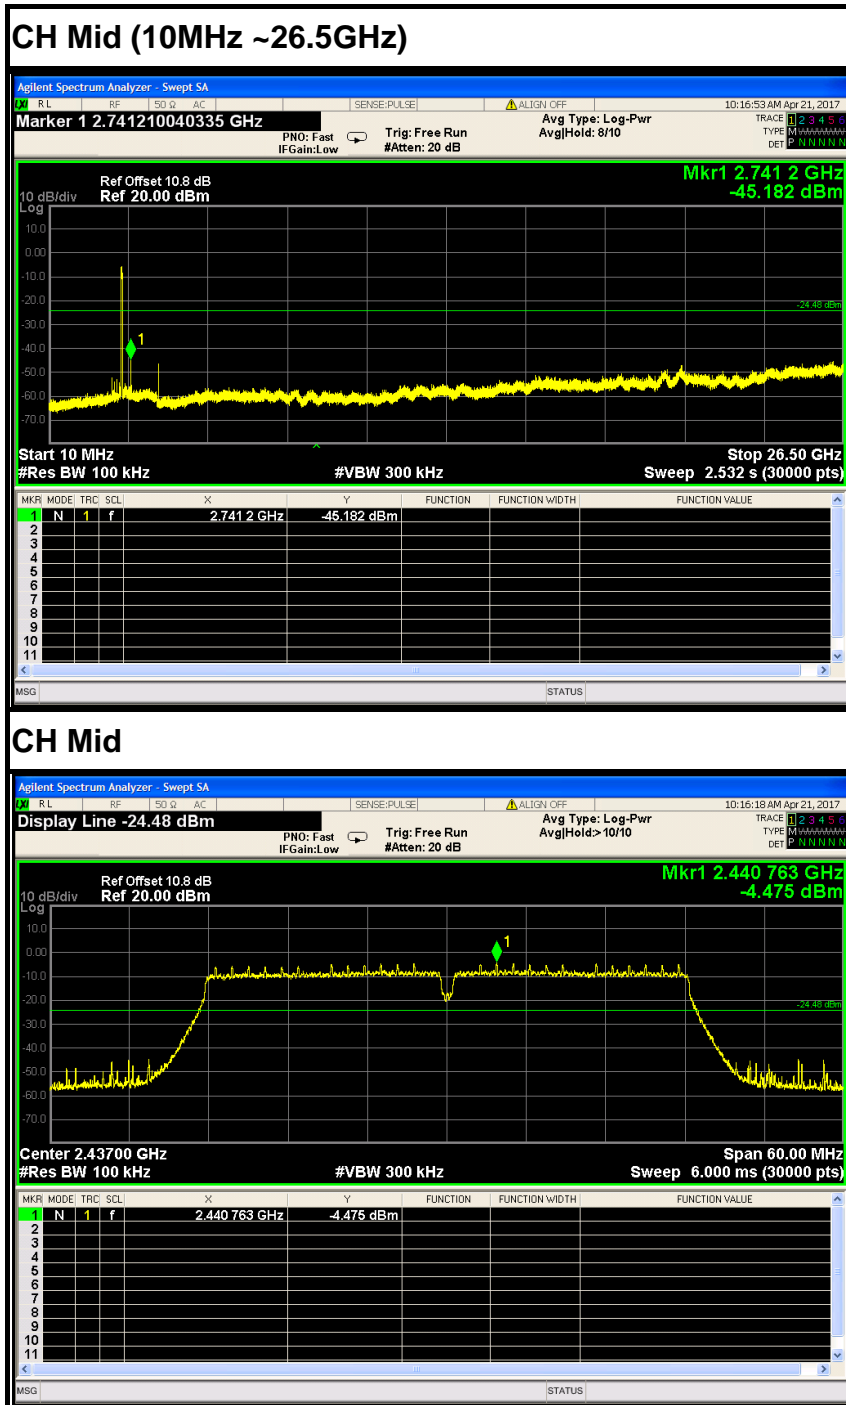 CH Mid (10MHz ~26.5GHz)
Agilent Spectrum Analyzer - Swept SA
LXI RL RF 50 Ω AC SENSE:PULSE ALIGN OFF 10:16:53 AM Apr 21, 2017
Marker 1 2.741210040335 GHz
PNO: Fast
IFGain:Low
Trig: Free Run
#Atten: 20 dB
Avg Type: Log-Pwr
Avg|Hold: 8/10
TRACE 1 2 3 4 5 6
TYPE M
DET P N N N N N
Mkr1 2.741 2 GHz
-45.182 dBm
Ref Offset 10.8 dB
10 dB/div Ref 20.00 dBm
Log
10.0
0.00
-10.0
-20.0
-24.48 dBm
-30.0
1
-40.0
-50.0
-60.0
-70.0
Start 10 MHz Stop 26.50 GHz
#Res BW 100 kHz #VBW 300 kHz Sweep 2.532 s (30000 pts)
MKR MODE TRC SCL X Y FUNCTION FUNCTION WIDTH FUNCTION VALUE
1 N 1 f 2.741 2 GHz -45.182 dBm
2
3
4
5
6
7
8
9
10
11
MSG STATUS
CH Mid
Agilent Spectrum Analyzer - Swept SA
LXI RL RF 50 Ω AC SENSE:PULSE ALIGN OFF 10:16:18 AM Apr 21, 2017
Display Line -24.48 dBm
PNO: Fast
IFGain:Low
Trig: Free Run
#Atten: 20 dB
Avg Type: Log-Pwr
Avg|Hold:>10/10
TRACE 1 2 3 4 5 6
TYPE M
DET P N N N N N
Mkr1 2.440 763 GHz
-4.475 dBm
Ref Offset 10.8 dB
10 dB/div Ref 20.00 dBm
Log
10.0
1
0.00
-10.0
-20.0
-24.48 dBm
-30.0
-40.0
-50.0
-60.0
-70.0
Center 2.43700 GHz Span 60.00 MHz
#Res BW 100 kHz #VBW 300 kHz Sweep 6.000 ms (30000 pts)
MKR MODE TRC SCL X Y FUNCTION FUNCTION WIDTH FUNCTION VALUE
1 N 1 f 2.440 763 GHz -4.475 dBm
2
3
4
5
6
7
8
9
10
11
MSG STATUS